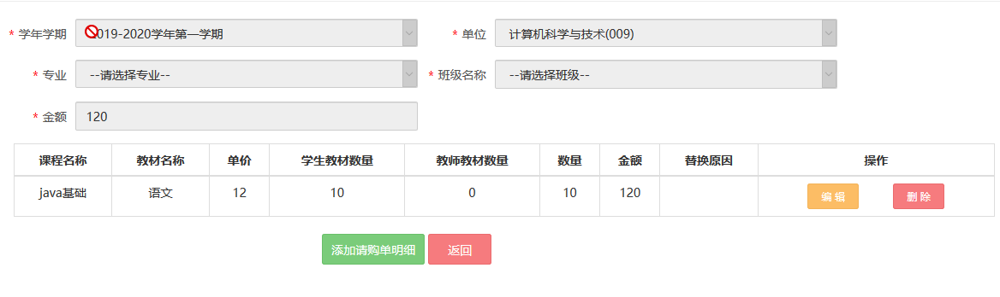 * 学年学期 2019-2020学年第一学期 * 单位 计算机科学与技术(009)
* 专业 --请选择专业-- * 班级名称 --请选择班级--
* 金额 120
课程名称 教材名称 单价 学生教材数量 教师教材数量 数量 金额 替换原因 操作
java基础 语文 12 10 0 10 120 编 辑 删 除
添加请购单明细 返回